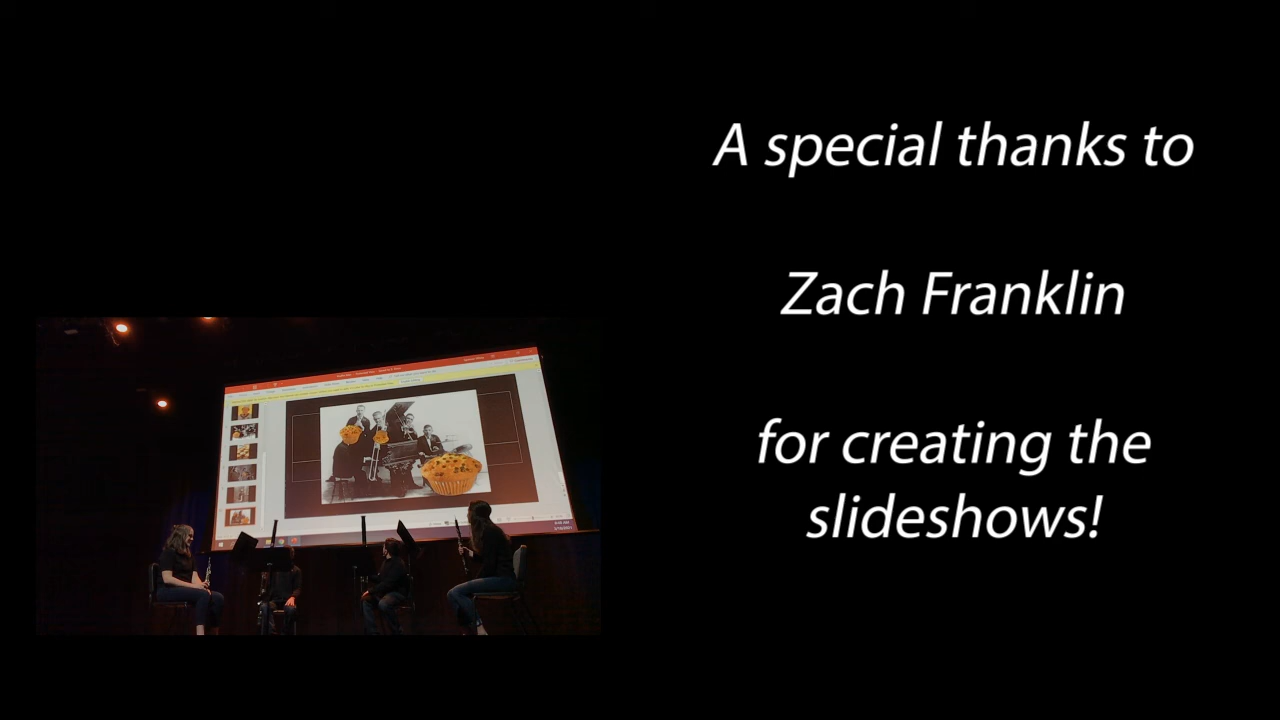 A special thanks to
Zach Franklin
for creating the
slideshows!